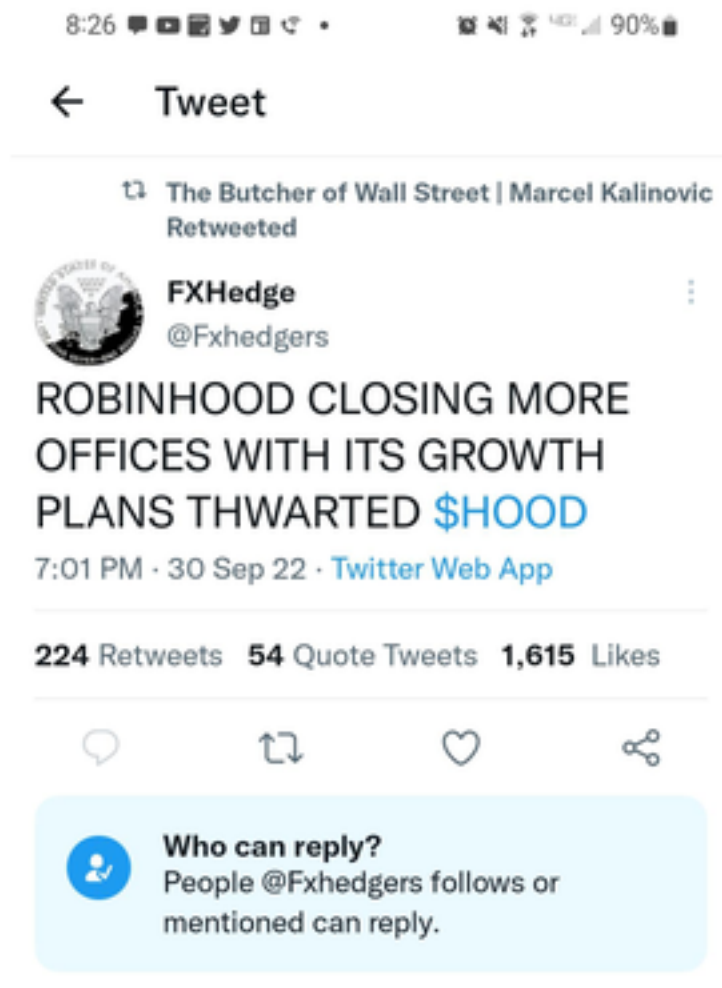 8:26
90%
Tweet
The Butcher of Wall Street | Marcel Kalinovic
Retweeted
FXHedge
@Fxhedgers
ROBINHOOD CLOSING MORE
OFFICES WITH ITS GROWTH
PLANS THWARTED $HOOD
7:01 PM · 30 Sep 22 · Twitter Web App
224 Retweets 54 Quote Tweets 1,615 Likes
Who can reply?
People @Fxhedgers follows or
mentioned can reply.